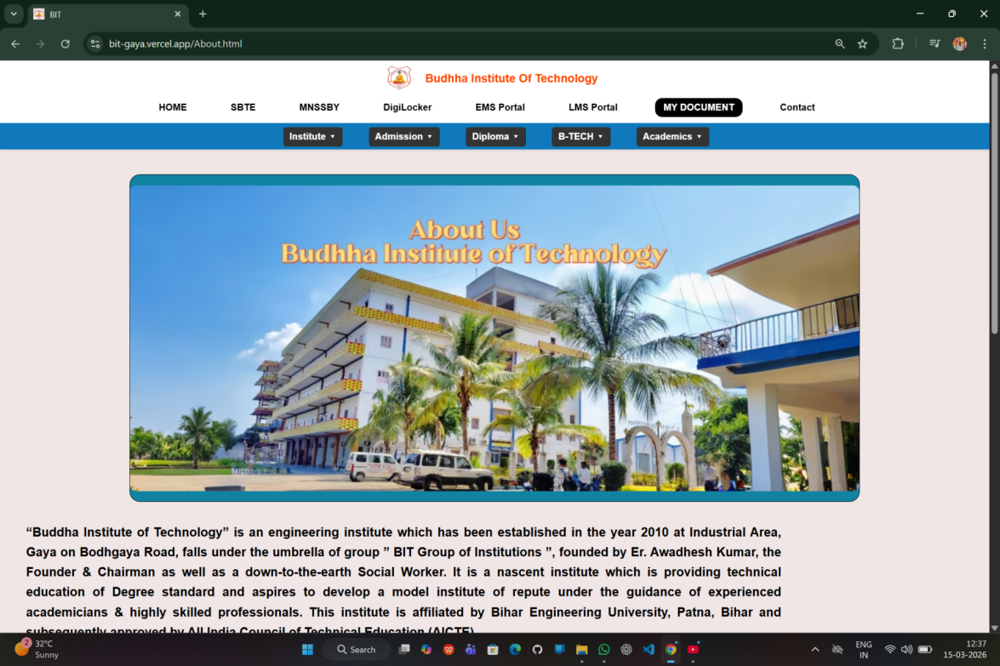 BIT
bit-gaya.vercel.app/About.html
Budhha Institute Of Technology
HOME SBTE MNSSBY DigiLocker EMS Portal LMS Portal MY DOCUMENT Contact
Institute Admission Diploma B-TECH Academics
About Us
Budhha Institute of Technology
“Buddha Institute of Technology” is an engineering institute which has been established in the year 2010 at Industrial Area,
Gaya on Bodhgaya Road, falls under the umbrella of group ” BIT Group of Institutions ”, founded by Er. Awadhesh Kumar, the
Founder & Chairman as well as a down-to-the-earth Social Worker. It is a nascent institute which is providing technical
education of Degree standard and aspires to develop a model institute of repute under the guidance of experienced
academicians & highly skilled professionals. This institute is affiliated by Bihar Engineering University, Patna, Bihar and
subsequently approved by All India Council of Technical Education (AICTE).
2
32°C
Sunny
Search
ENG
IN
12:37
15-03-2026